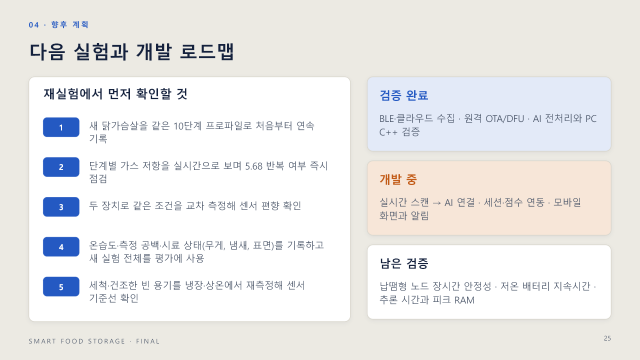 04 · 향후 계획
다음 실험과 개발 로드맵
재실험에서 먼저 확인할 것
1
새 닭가슴살을 같은 10단계 프로파일로 처음부터 연속
기록
2
단계별 가스 저항을 실시간으로 보며 5.68 반복 여부 즉시
점검
3
두 장치로 같은 조건을 교차 측정해 센서 편향 확인
4
온습도·측정 공백·시료 상태(무게, 냄새, 표면)를 기록하고
새 실험 전체를 평가에 사용
5
세척·건조한 빈 용기를 냉장·상온에서 재측정해 센서
기준선 확인
검증 완료
BLE·클라우드 수집 · 원격 OTA/DFU · AI 전처리와 PC
C++ 검증
개발 중
실시간 스캔 → AI 연결 · 세션·점수 연동 · 모바일
화면과 알림
남은 검증
납땜형 노드 장시간 안정성 · 저온 배터리 지속시간 ·
추론 시간과 피크 RAM
SMART FOOD STORAGE · FINAL
25